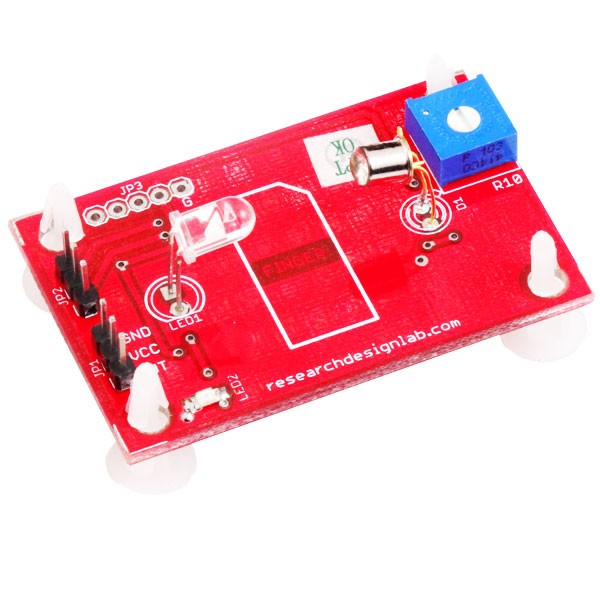 JP3
G
OK
R10
D1
JP2
FINGER
LED1
GND
VCC
JP1
LED2
researchdesignlab.com